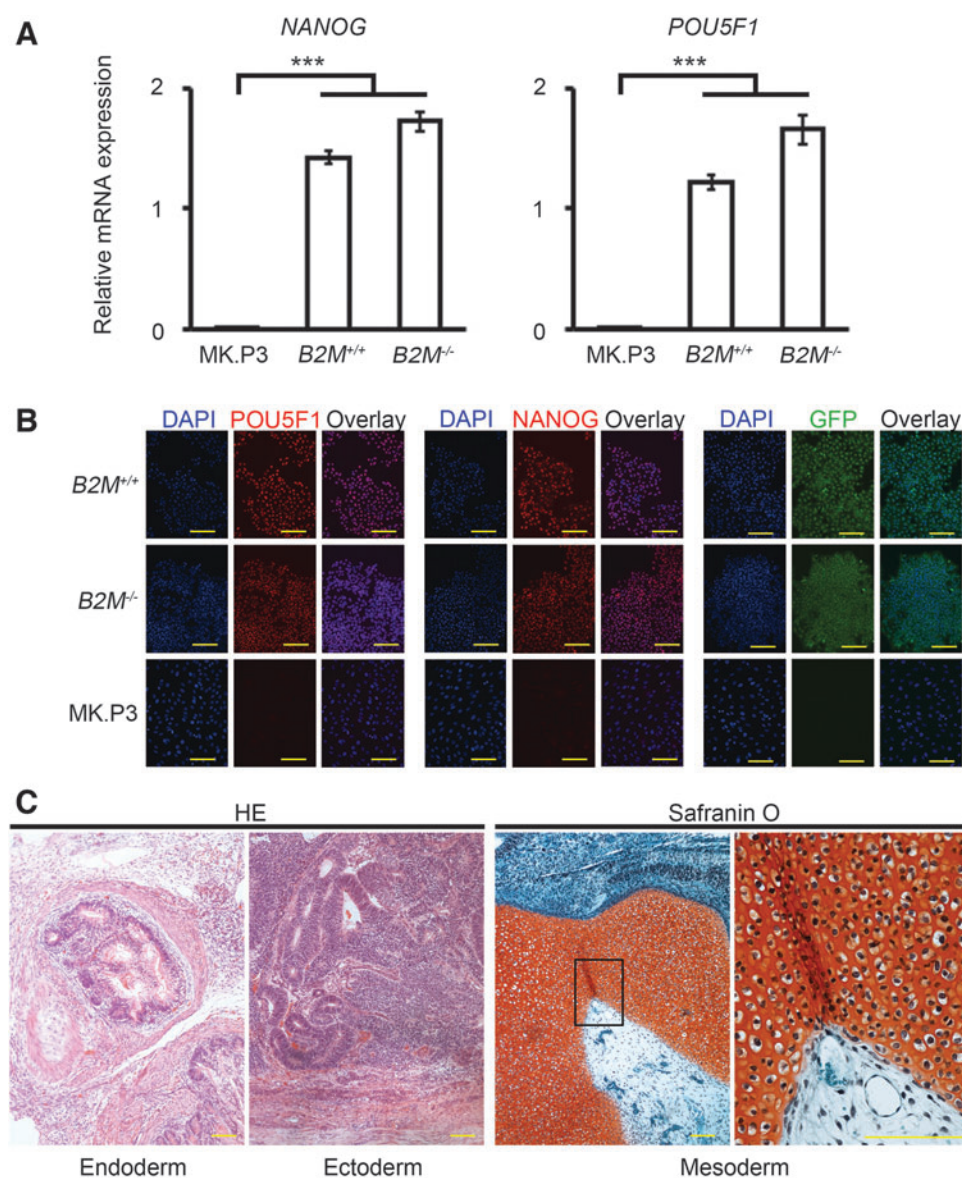 A
NANOG
POU5F1
***
***
Relative mRNA expression
2
1
0
2
1
0
MK.P3 B2M+/+ B2M-/-
MK.P3 B2M+/+ B2M-/-
B
DAPI POU5F1 Overlay DAPI NANOG Overlay DAPI GFP Overlay
B2M+/+
B2M-/-
MK.P3
C
HE
Safranin O
Endoderm Ectoderm Mesoderm